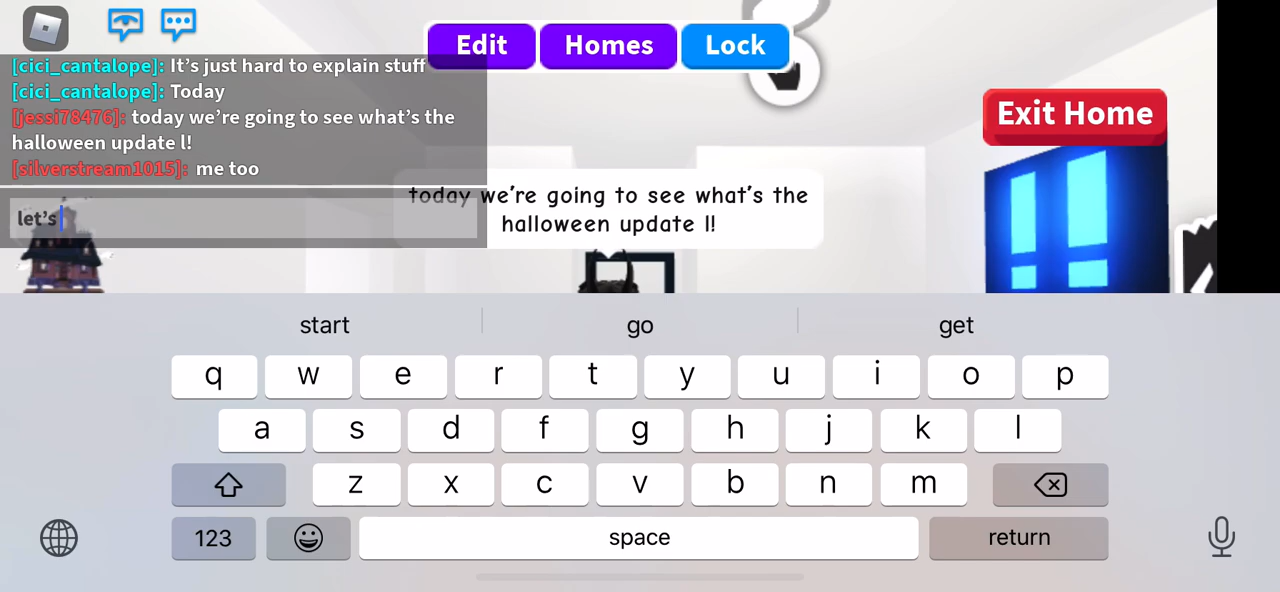 Edit Homes Lock
[cici_cantalope]: It's just hard to explain stuff
[cici_cantalope]: Today
[jessi78476]: today we're going to see what's the
halloween update l!
[silverstream1015]: me too
Exit Home
let's
today we're going to see what's the
halloween update l!
start go get
q w e r t y u i o p
a s d f g h j k l
z x c v b n m
123 space return